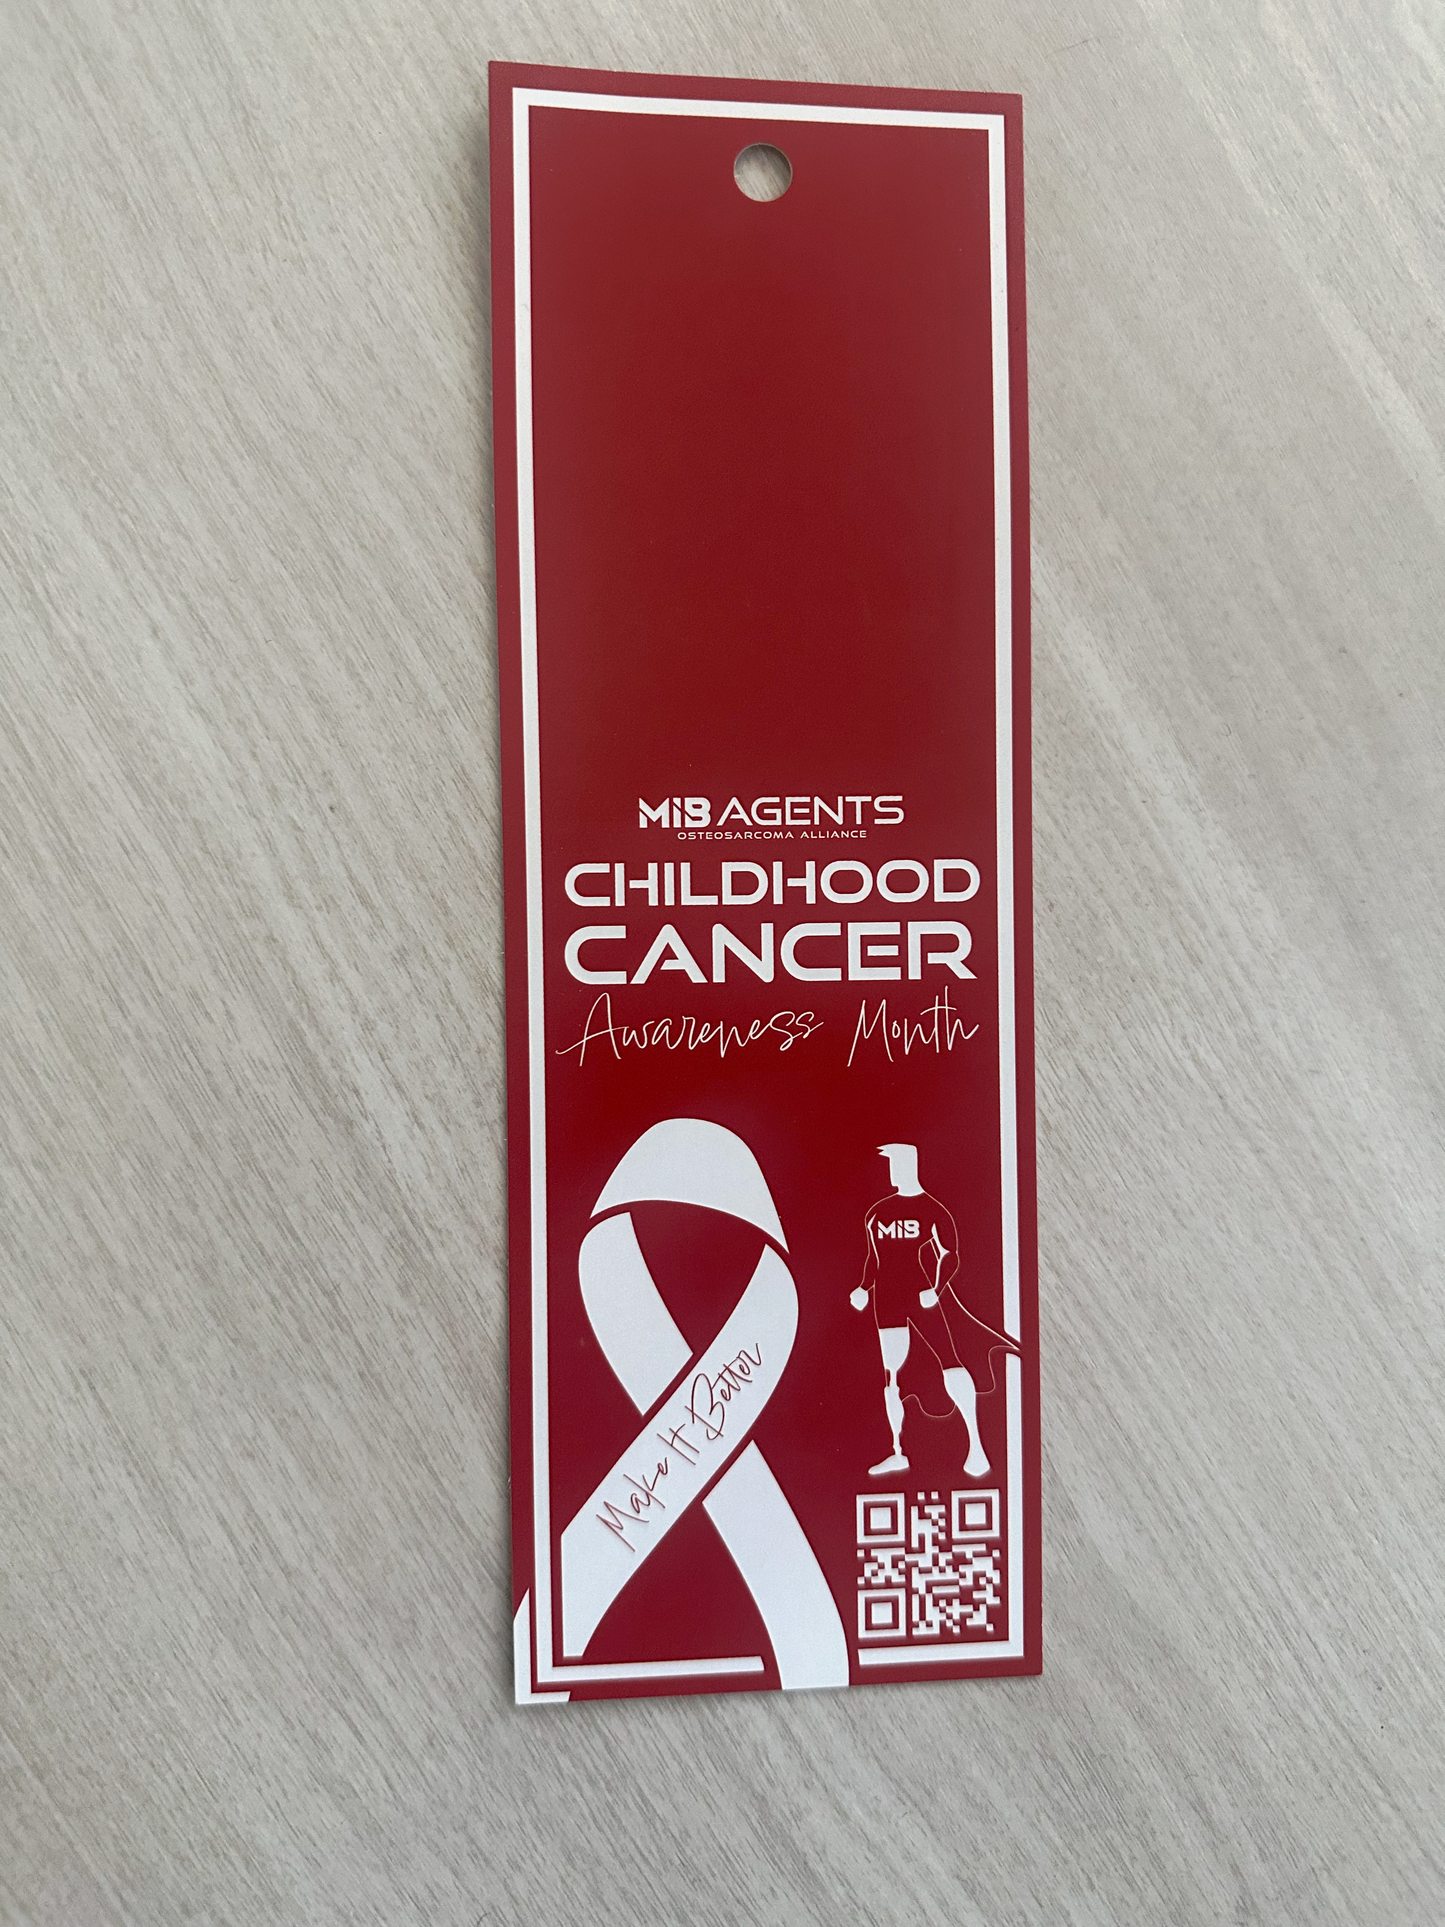 MIB AGENTS
OSTEOSARCOMA ALLIANCE
CHILDHOOD
CANCER
Awareness Month
MIB
Make It Better